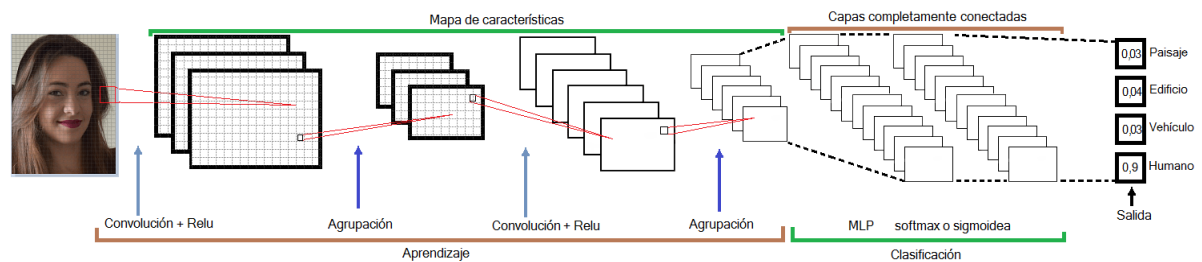 Mapa de características
Capas completamente conectadas
0,03 Paisaje
0,04 Edificio
0,03 Vehículo
0,9 Humano
Salida
Convolución + Relu
Agrupación
Convolución + Relu
Agrupación
MLP softmax o sigmoidea
Aprendizaje
Clasificación